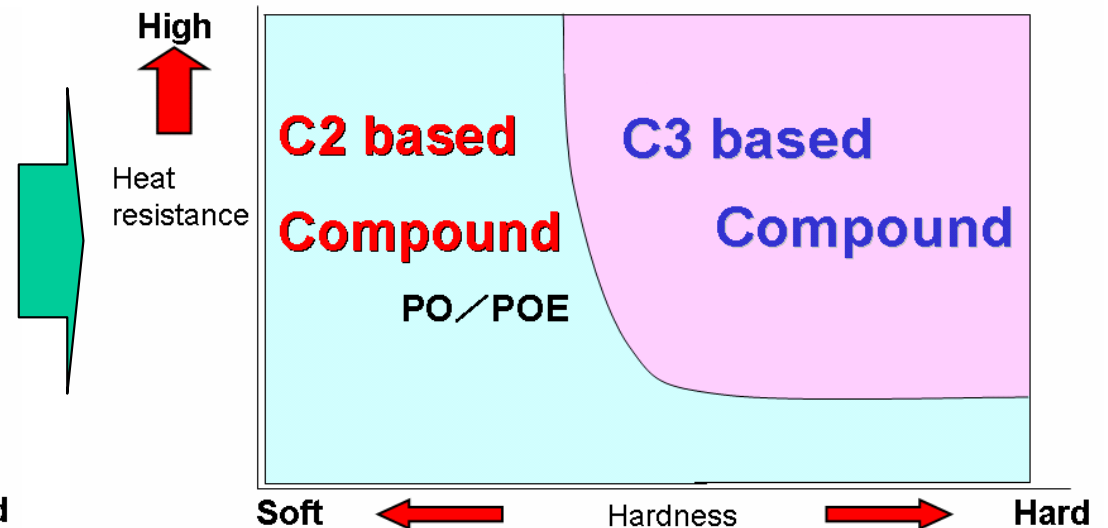 High
Heat
resistance
C2 based
Compound
PO／POE
C3 based
Compound
Soft
Hardness
Hard